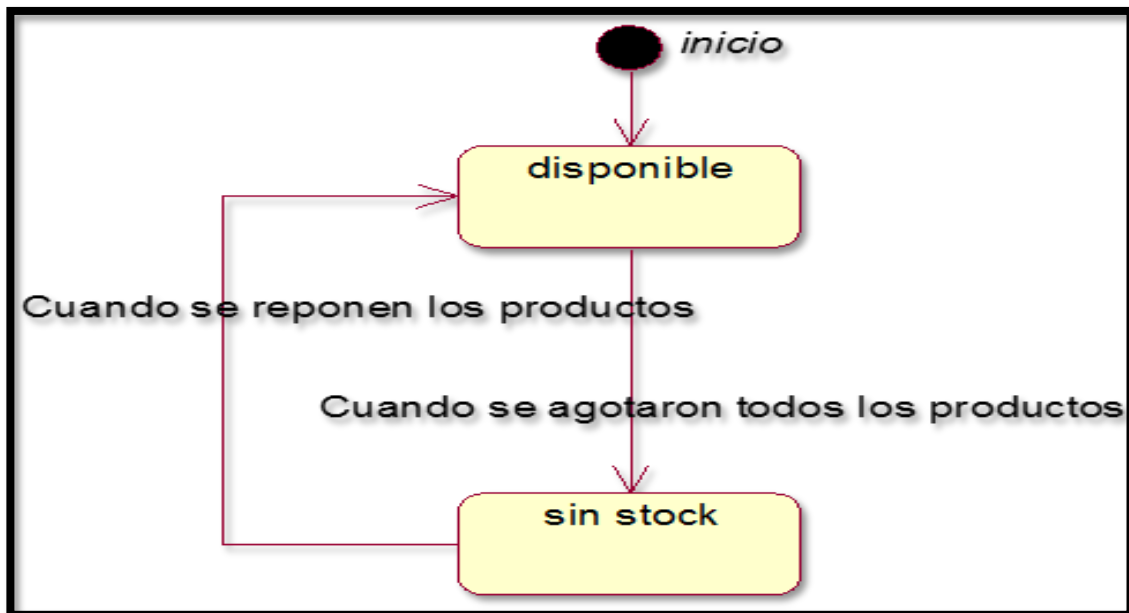 inicio
disponible
Cuando se reponen los productos
Cuando se agotaron todos los productos
sin stock